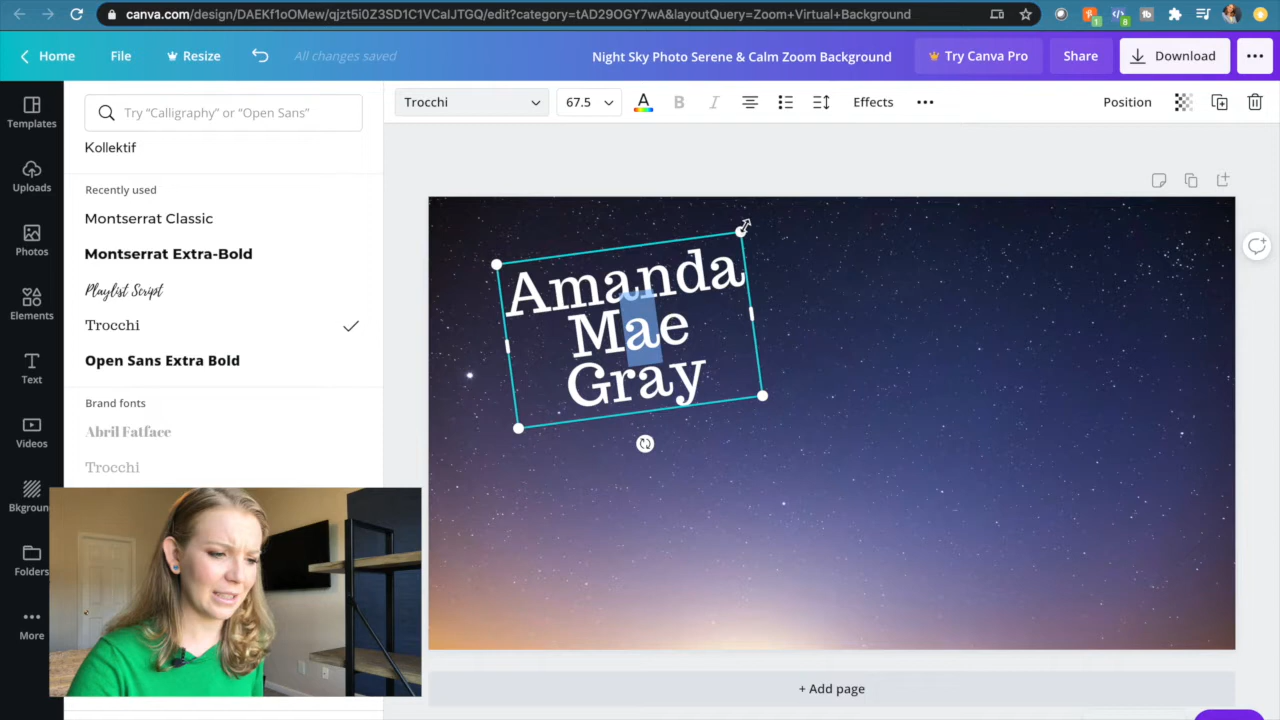 canva.com/design/DAEKf1oOMew/qjzt5i0Z3SD1C1VCaIJTGQ/edit?category=tAD29OGY7wA&layoutQuery=Zoom+Virtual+Background
Home File Resize All changes saved Night Sky Photo Serene & Calm Zoom Background Try Canva Pro Share Download
Trocchi 67.5 A B I Effects Position
Templates
Uploads
Photos
Elements
Text
Videos
Bkground
Folders
More
Try “Calligraphy” or “Open Sans”
Kollektif
Recently used
Montserrat Classic
Montserrat Extra-Bold
Playlist Script
Trocchi
Open Sans Extra Bold
Brand fonts
Abril Fatface
Trocchi
Amanda
Mae
Gray
+ Add page